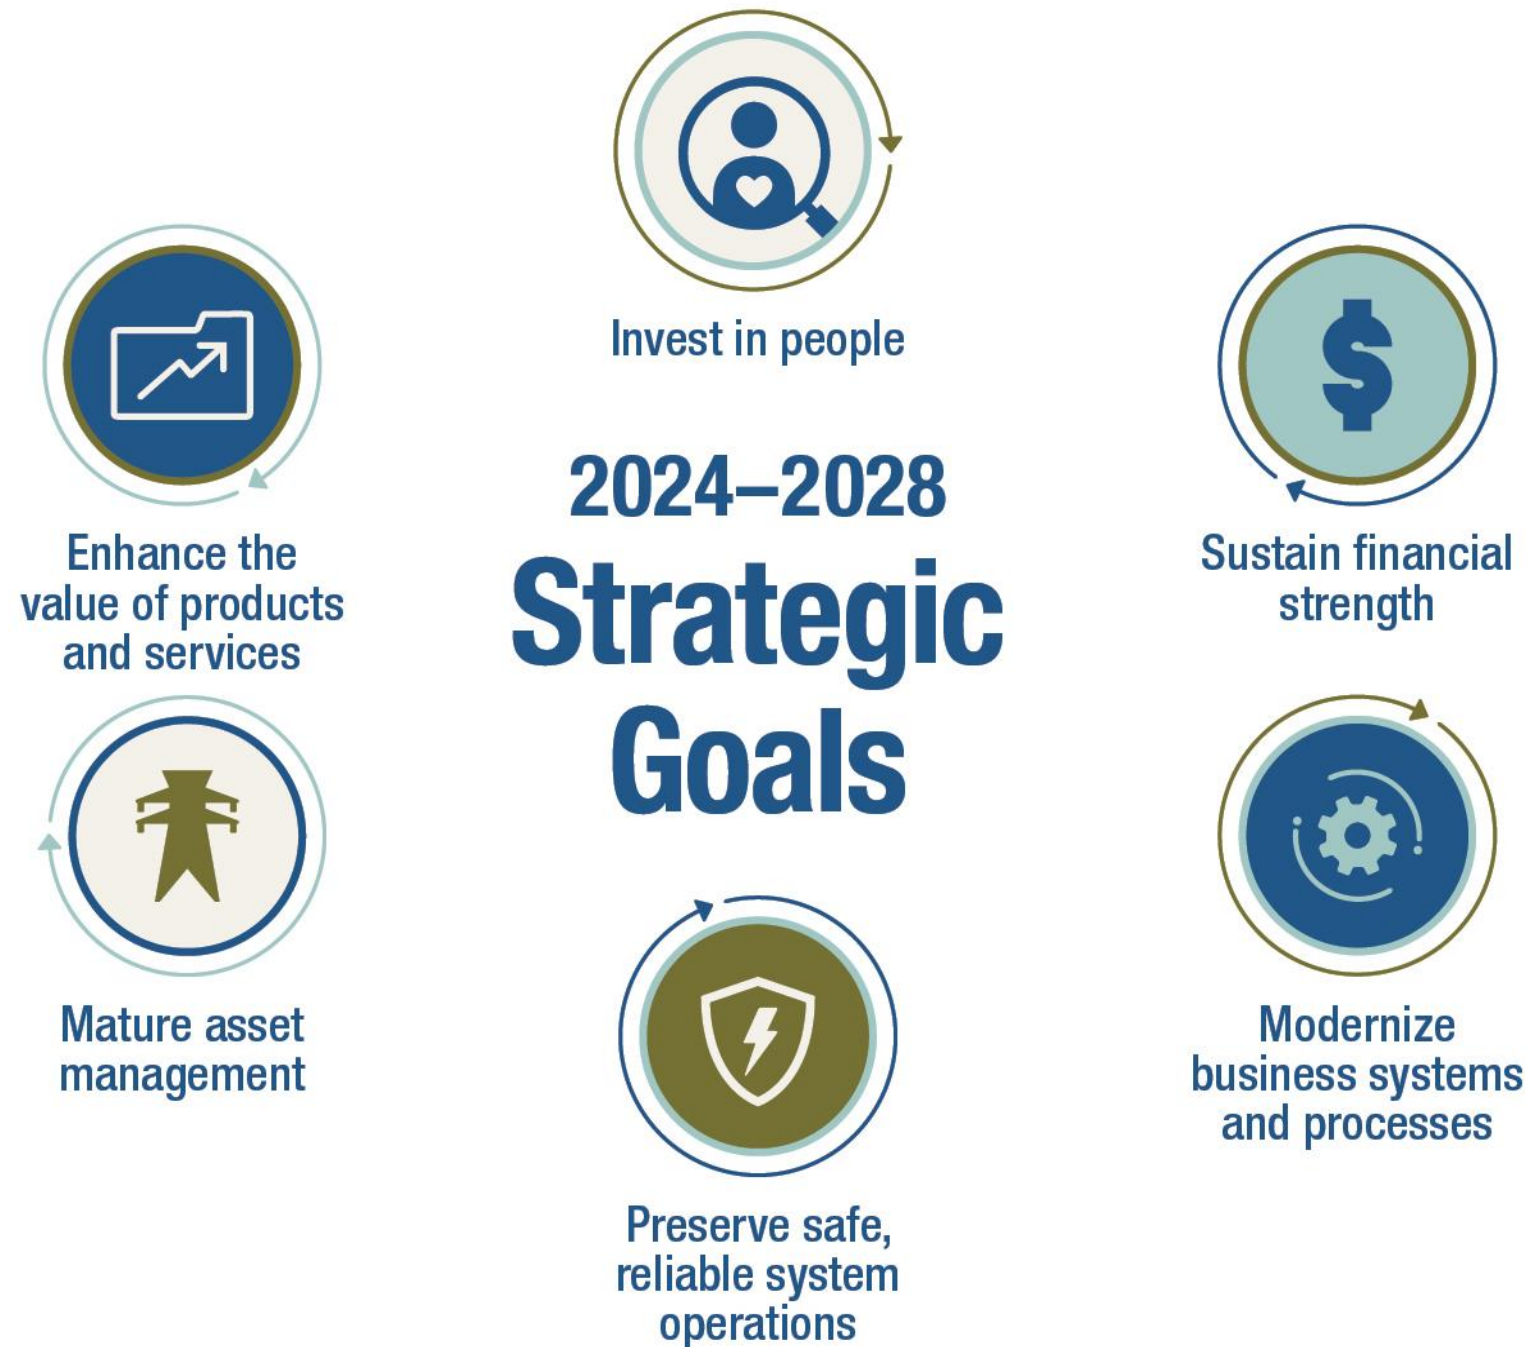 Invest in people
2024–2028
Strategic
Goals
Enhance the
value of products
and services
Sustain financial
strength
Mature asset
management
Modernize
business systems
and processes
Preserve safe,
reliable system
operations